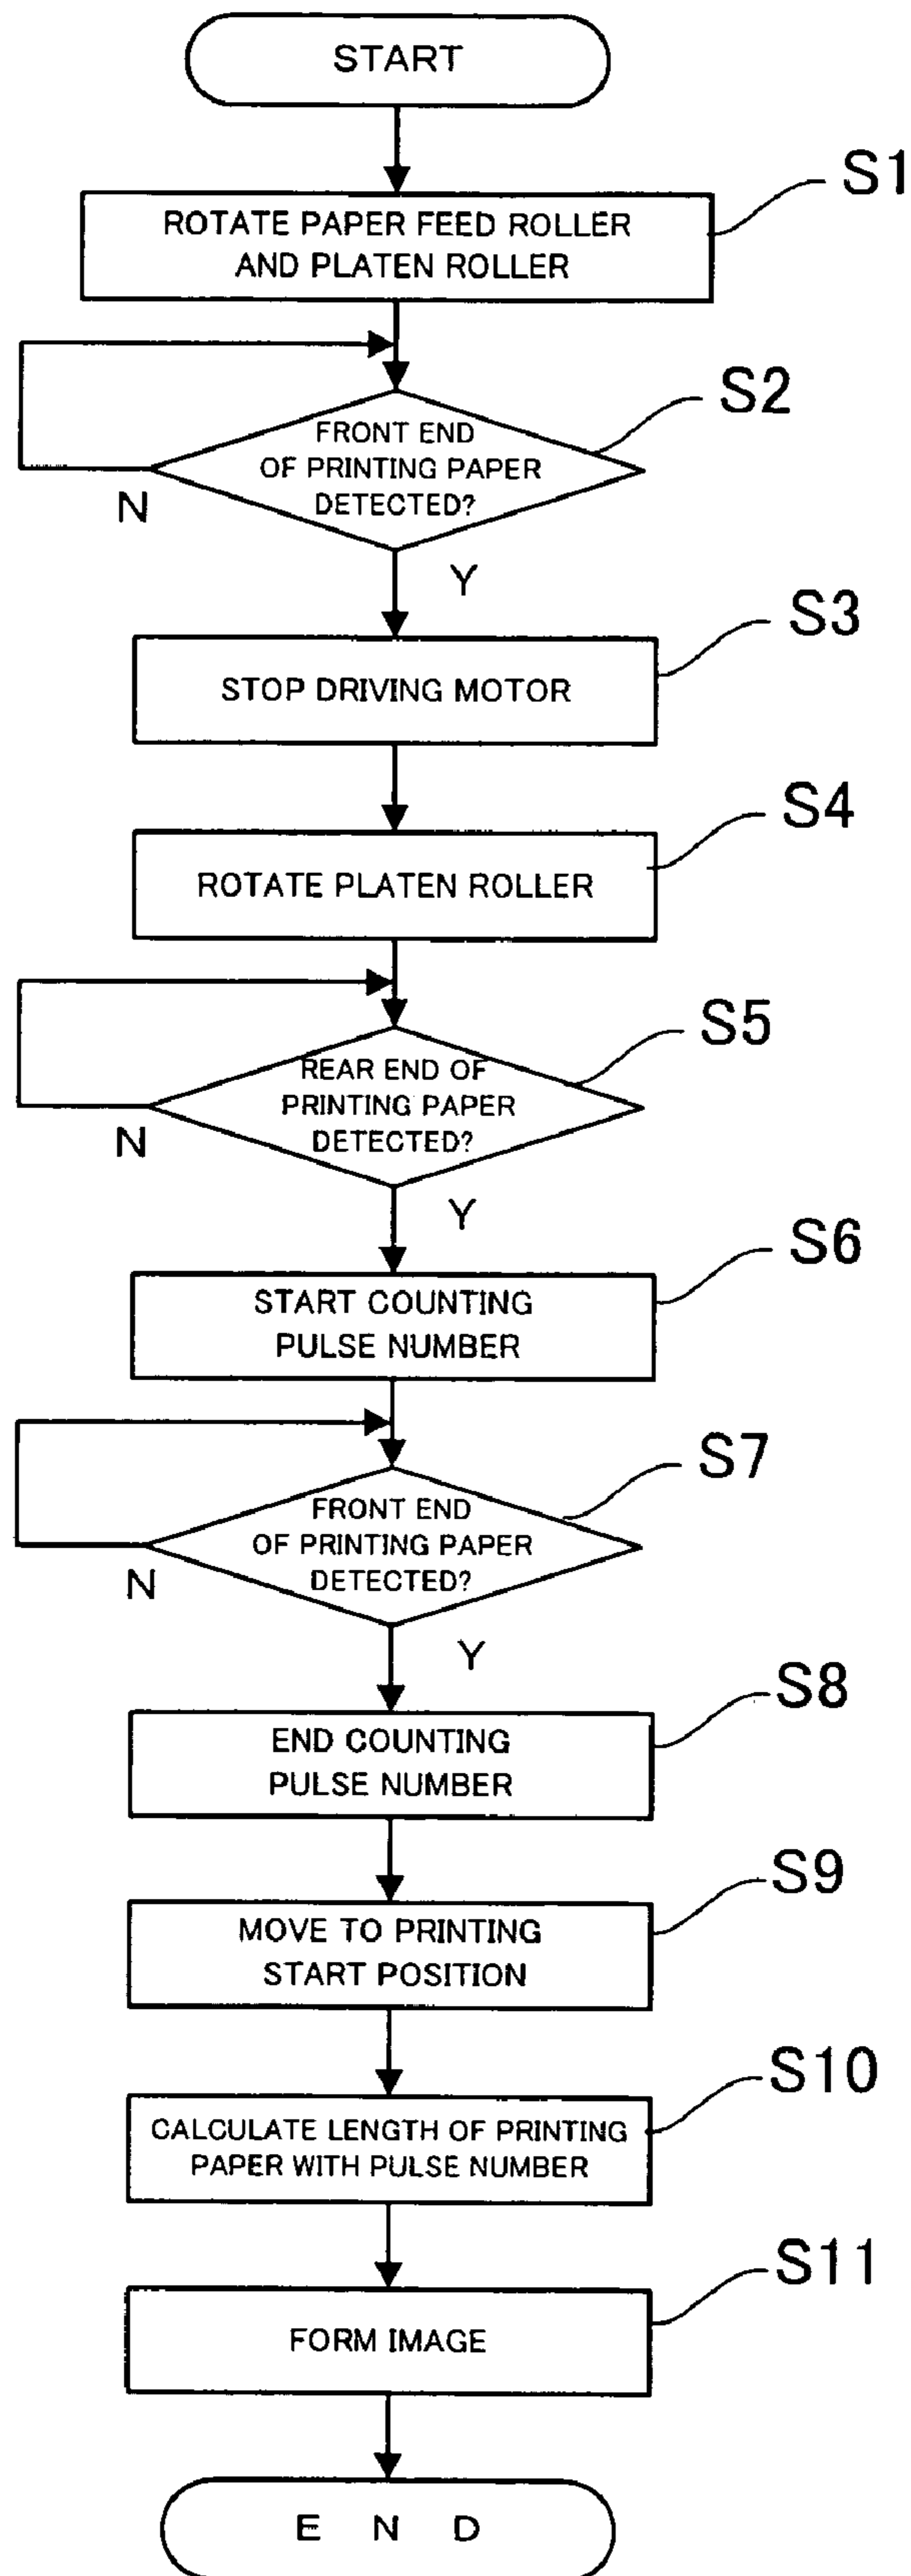 START
S1
ROTATE PAPER FEED ROLLER
AND PLATEN ROLLER
S2
FRONT END
OF PRINTING PAPER
DETECTED?
N
Y
S3
STOP DRIVING MOTOR
S4
ROTATE PLATEN ROLLER
S5
REAR END OF
PRINTING PAPER
DETECTED?
N
Y
S6
START COUNTING
PULSE NUMBER
S7
FRONT END
OF PRINTING PAPER
DETECTED?
N
Y
S8
END COUNTING
PULSE NUMBER
S9
MOVE TO PRINTING
START POSITION
S10
CALCULATE LENGTH OF PRINTING
PAPER WITH PULSE NUMBER
S11
FORM IMAGE
E N D